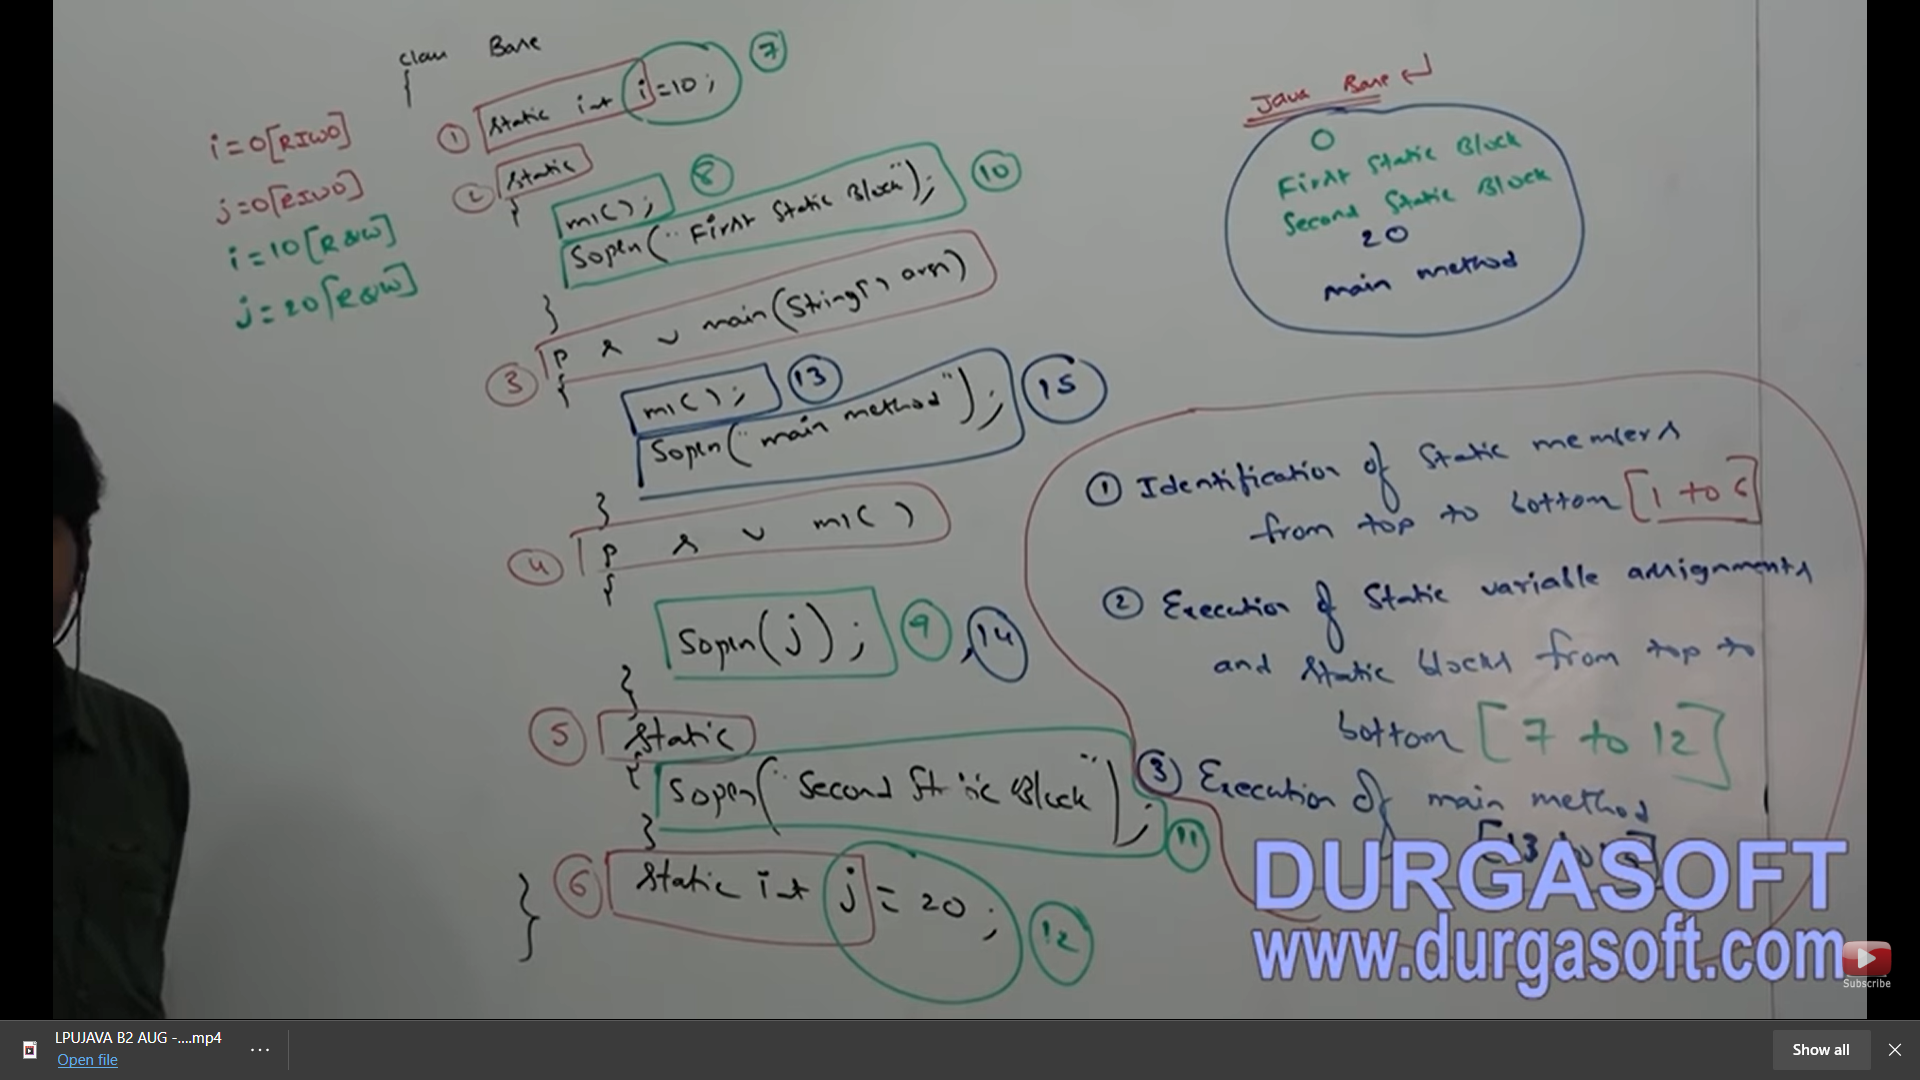 class Base
{
① static int i=10; ⑦
② static
{
m1(); ⑧
Sopln("First Static Block"); ⑩
}
③ p s v main(String[] args)
{
m1(); ⑬
Sopln("main method"); ⑮
}
④ p s v m1()
{
Sopln(j); ⑨, ⑭
}
⑤ static
{
Sopln("Second Static Block"); ⑪
}
⑥ static int j = 20; ⑫
}
i=0[RIWO]
j=0[RIWO]
i=10[R&W]
j=20[R&W]
Java Base ↵
0
First Static Block
Second Static Block
20
main method
① Identification of static members
from top to bottom [1 to 6]
② Execution of static variable assignments
and static blocks from top to
bottom [7 to 12]
③ Execution of main method
[13 to 15]
DURGASOFT
www.durgasoft.com
Subscribe
LPUJAVA B2 AUG -....mp4
Open file
Show all